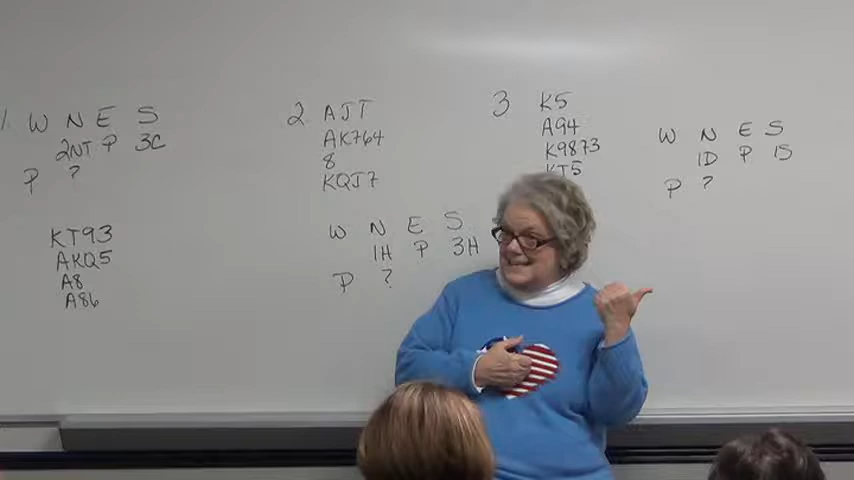 1. W N E S
2NT P 3C
P ?
KT93
AKQ5
A8
A86
2. AJT
AK764
8
KQJ7
W N E S
1H P 3H
P ?
3 K5
A94
K9873
KT5
W N E S
1D P 1S
P ?